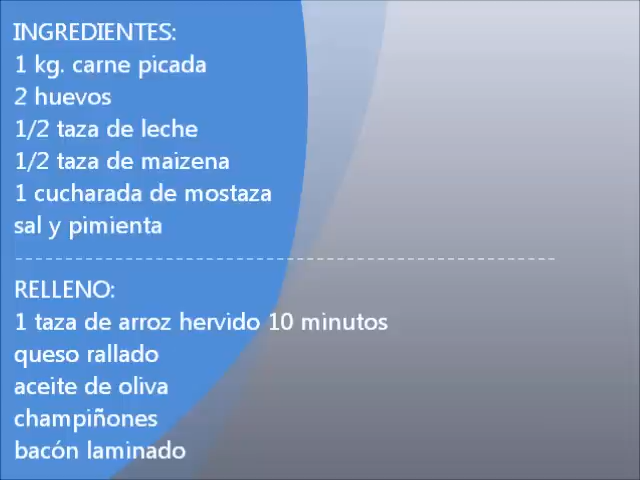 INGREDIENTES:
1 kg. carne picada
2 huevos
1/2 taza de leche
1/2 taza de maizena
1 cucharada de mostaza
sal y pimienta
------------------------------------------------------
RELLENO:
1 taza de arroz hervido 10 minutos
queso rallado
aceite de oliva
champiñones
bacón laminado